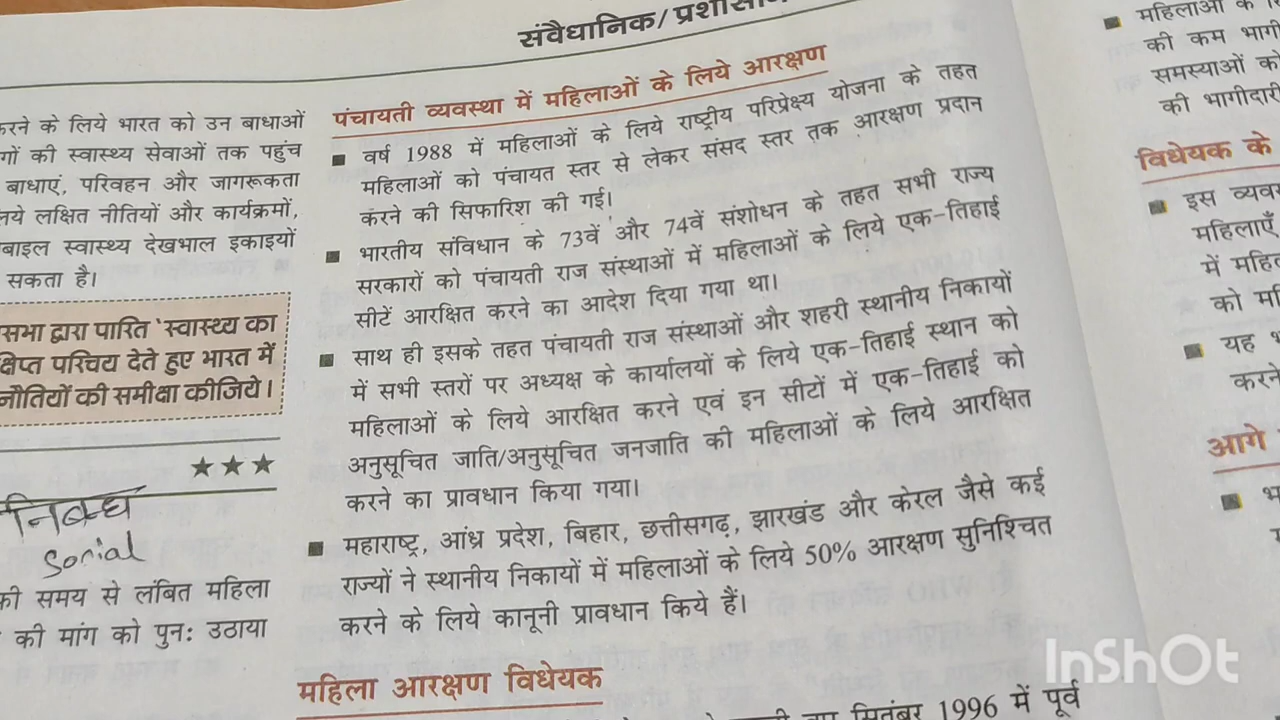 संवैधानिक/प्रशासनिक
करने के लिये भारत को उन बाधाओं
गों की स्वास्थ्य सेवाओं तक पहुंच
बाधाएं, परिवहन और जागरूकता
लिये लक्षित नीतियों और कार्यक्रमों,
बाइल स्वास्थ्य देखभाल इकाइयों
सकता है।
सभा द्वारा पारित 'स्वास्थ्य का
क्षिप्त परिचय देते हुए भारत में
नौतियों की समीक्षा कीजिये।
★★★
निबंध
Social
की समय से लंबित महिला
की मांग को पुनः उठाया
पंचायती व्यवस्था में महिलाओं के लिये आरक्षण
■ वर्ष 1988 में महिलाओं के लिये राष्ट्रीय परिप्रेक्ष्य योजना के तहत
महिलाओं को पंचायत स्तर से लेकर संसद स्तर तक आरक्षण प्रदान
करने की सिफारिश की गई।
■ भारतीय संविधान के 73वें और 74वें संशोधन के तहत सभी राज्य
सरकारों को पंचायती राज संस्थाओं में महिलाओं के लिये एक-तिहाई
सीटें आरक्षित करने का आदेश दिया गया था।
■ साथ ही इसके तहत पंचायती राज संस्थाओं और शहरी स्थानीय निकायों
में सभी स्तरों पर अध्यक्ष के कार्यालयों के लिये एक-तिहाई स्थान को
महिलाओं के लिये आरक्षित करने एवं इन सीटों में एक-तिहाई को
अनुसूचित जाति/अनुसूचित जनजाति की महिलाओं के लिये आरक्षित
करने का प्रावधान किया गया।
■ महाराष्ट्र, आंध्र प्रदेश, बिहार, छत्तीसगढ़, झारखंड और केरल जैसे कई
राज्यों ने स्थानीय निकायों में महिलाओं के लिये 50% आरक्षण सुनिश्चित
करने के लिये कानूनी प्रावधान किये हैं।
महिला आरक्षण विधेयक
सितंबर 1996 में पूर्व
■ महिलाओं के
की कम भागी
समस्याओं को
की भागीदारी
विधेयक के
■ इस व्यव
महिलाएँ
में महि
को म
■ यह
करने
आगे
■ भ
InShOt